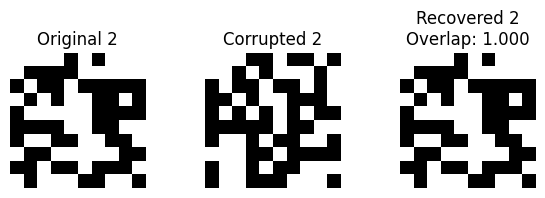 Original 2
Corrupted 2
Recovered 2
Overlap: 1.000